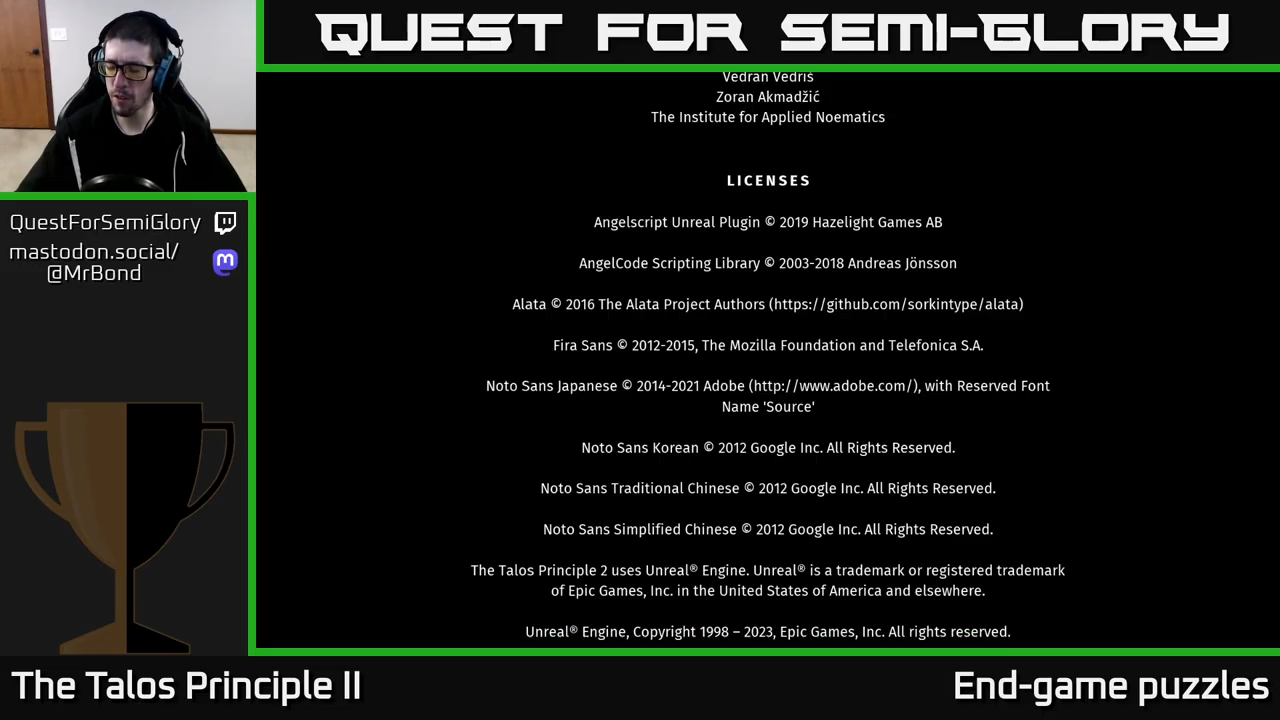 QUEST FOR SEMI-GLORY
QuestForSemiGlory
mastodon.social/
@MrBond
Vedran Vedris
Zoran Akmadžić
The Institute for Applied Noematics
LICENSES
Angelscript Unreal Plugin © 2019 Hazelight Games AB
AngelCode Scripting Library © 2003-2018 Andreas Jönsson
Alata © 2016 The Alata Project Authors (https://github.com/sorkintype/alata)
Fira Sans © 2012-2015, The Mozilla Foundation and Telefonica S.A.
Noto Sans Japanese © 2014-2021 Adobe (http://www.adobe.com/), with Reserved Font
Name 'Source'
Noto Sans Korean © 2012 Google Inc. All Rights Reserved.
Noto Sans Traditional Chinese © 2012 Google Inc. All Rights Reserved.
Noto Sans Simplified Chinese © 2012 Google Inc. All Rights Reserved.
The Talos Principle 2 uses Unreal® Engine. Unreal® is a trademark or registered trademark
of Epic Games, Inc. in the United States of America and elsewhere.
Unreal® Engine, Copyright 1998 – 2023, Epic Games, Inc. All rights reserved.
The Talos Principle II
End-game puzzles